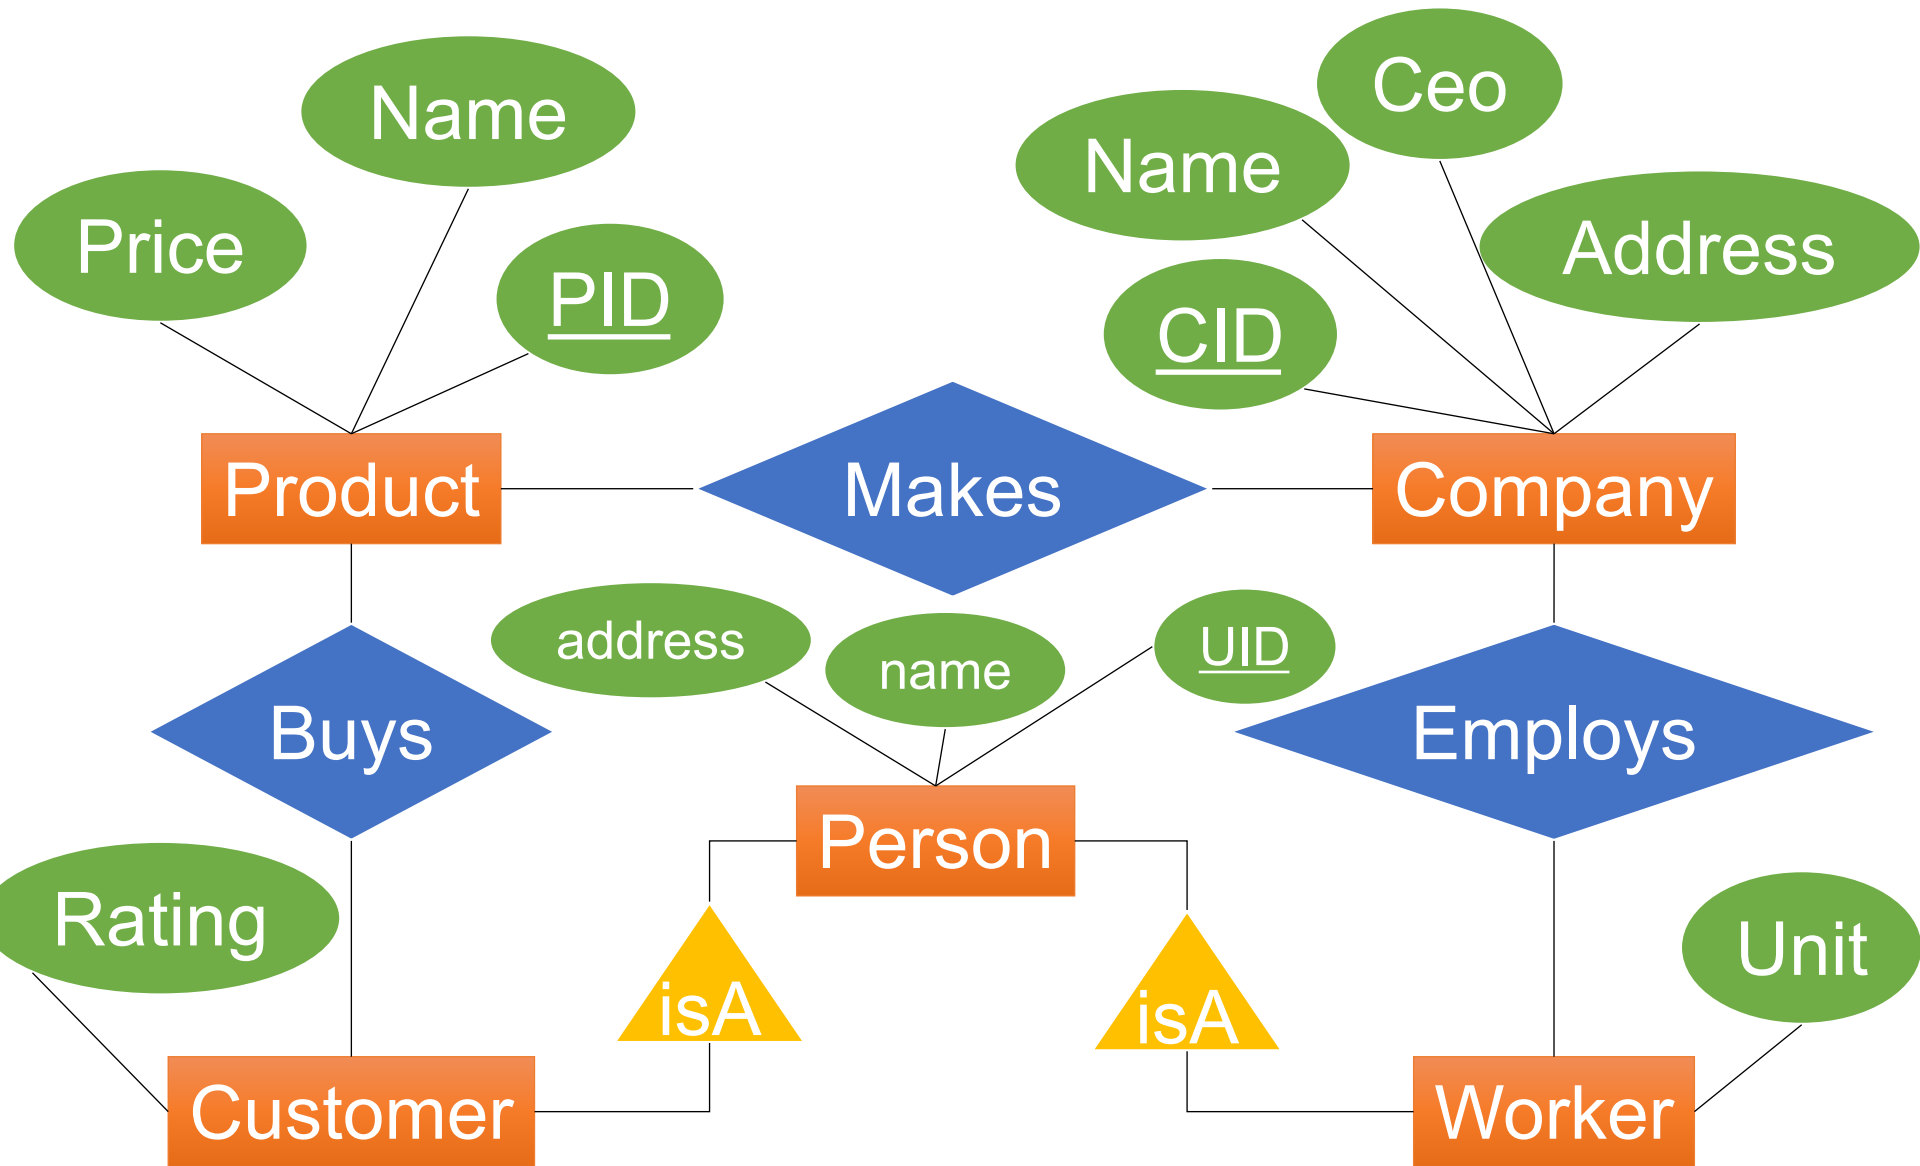 Ceo
Name
Name
Price
Address
PID
CID
Product
Makes
Company
address
name
UID
Buys
Employs
Person
Rating
Unit
isA
isA
Customer
Worker